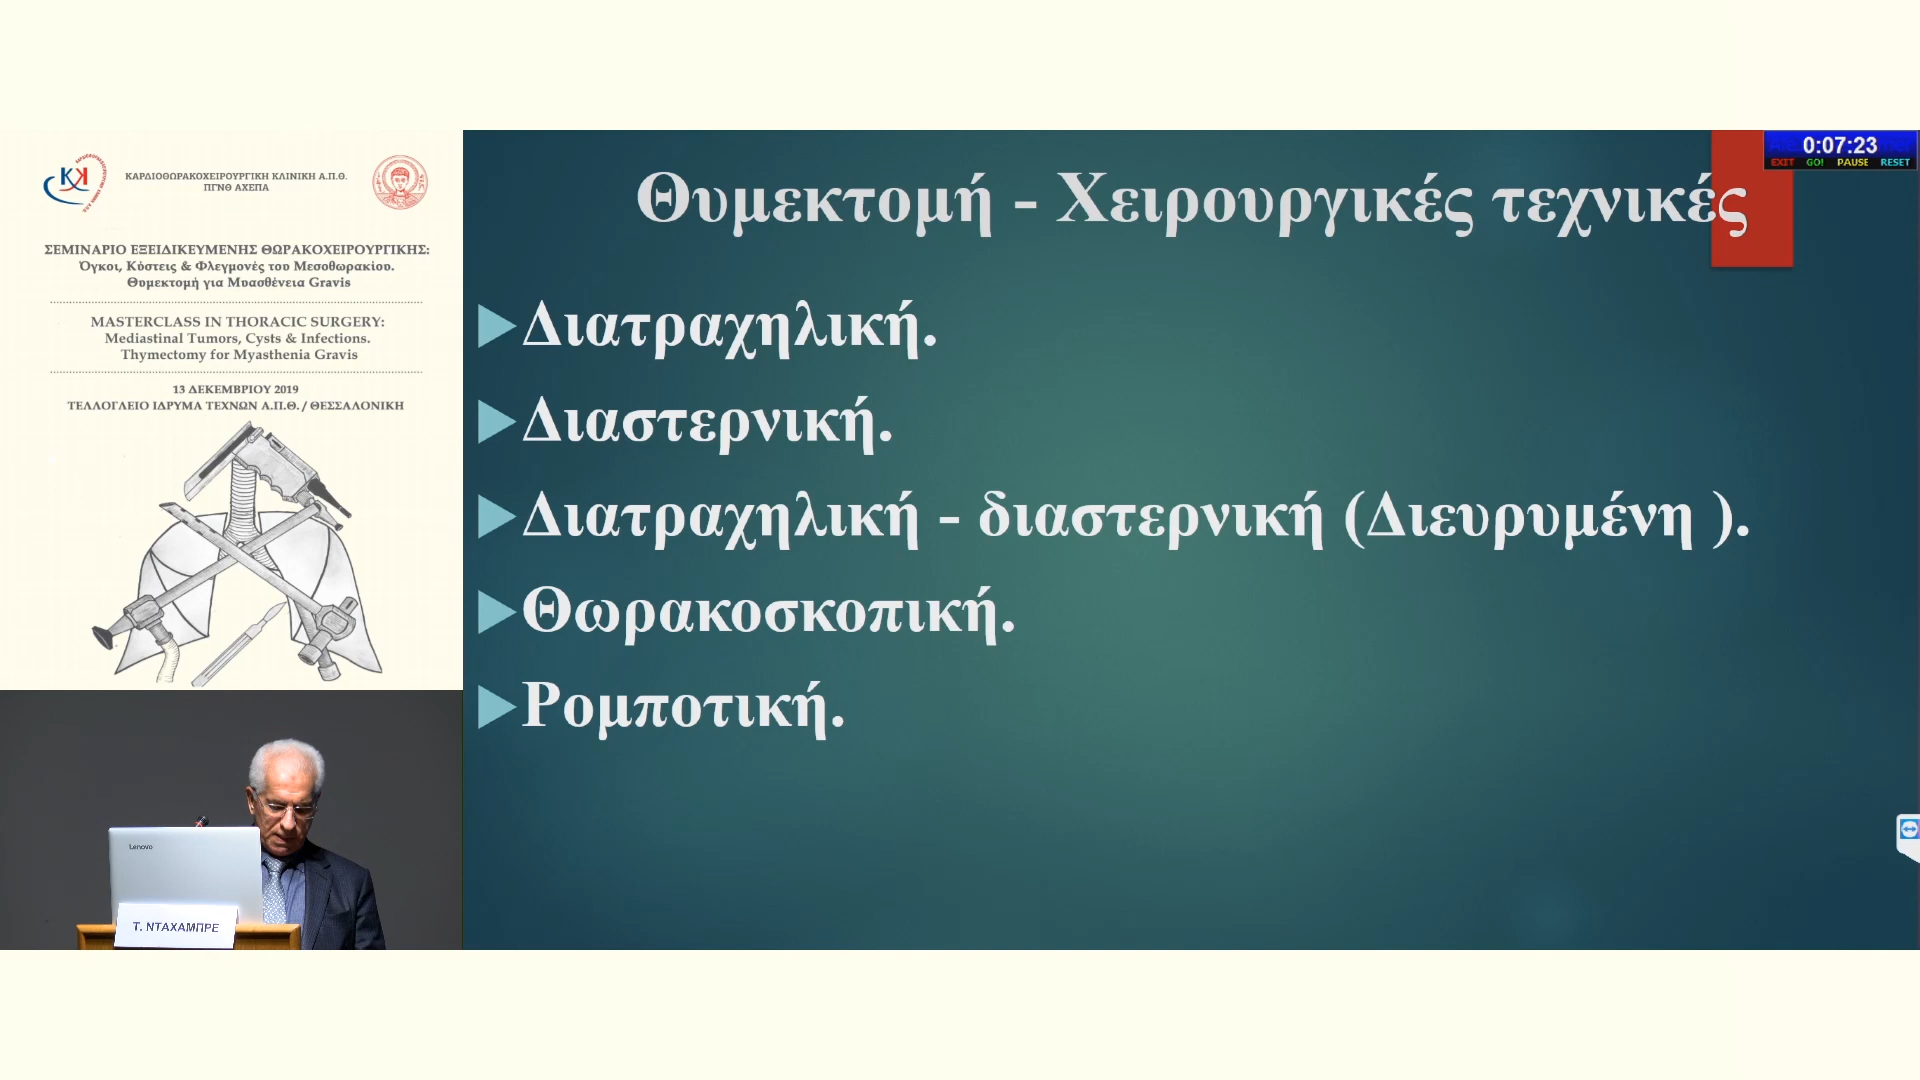 ΚΚ
ΚΑΡΔΙΟΘΩΡΑΚΟΧΕΙΡΟΥΡΓΙΚΗ ΚΛΙΝΙΚΗ Α.Π.Θ.
ΠΓΝΘ ΑΧΕΠΑ
ΣΕΜΙΝΑΡΙΟ ΕΞΕΙΔΙΚΕΥΜΕΝΗΣ ΘΩΡΑΚΟΧΕΙΡΟΥΡΓΙΚΗΣ:
Όγκοι, Κύστεις & Φλεγμονές του Μεσοθωρακίου.
Θυμεκτομή για Μυασθένεια Gravis
MASTERCLASS IN THORACIC SURGERY:
Mediastinal Tumors, Cysts & Infections.
Thymectomy for Myasthenia Gravis
13 ΔΕΚΕΜΒΡΙΟΥ 2019
ΤΕΛΛΟΓΛΕΙΟ ΙΔΡΥΜΑ ΤΕΧΝΩΝ Α.Π.Θ. / ΘΕΣΣΑΛΟΝΙΚΗ
Lenovo
Τ. ΝΤΑΧΑΜΠΡΕ
0:07:23
EXIT GO! PAUSE RESET
Θυμεκτομή - Χειρουργικές τεχνικές
Διατραχηλική.
Διαστερνική.
Διατραχηλική - διαστερνική (Διευρυμένη ).
Θωρακοσκοπική.
Ρομποτική.